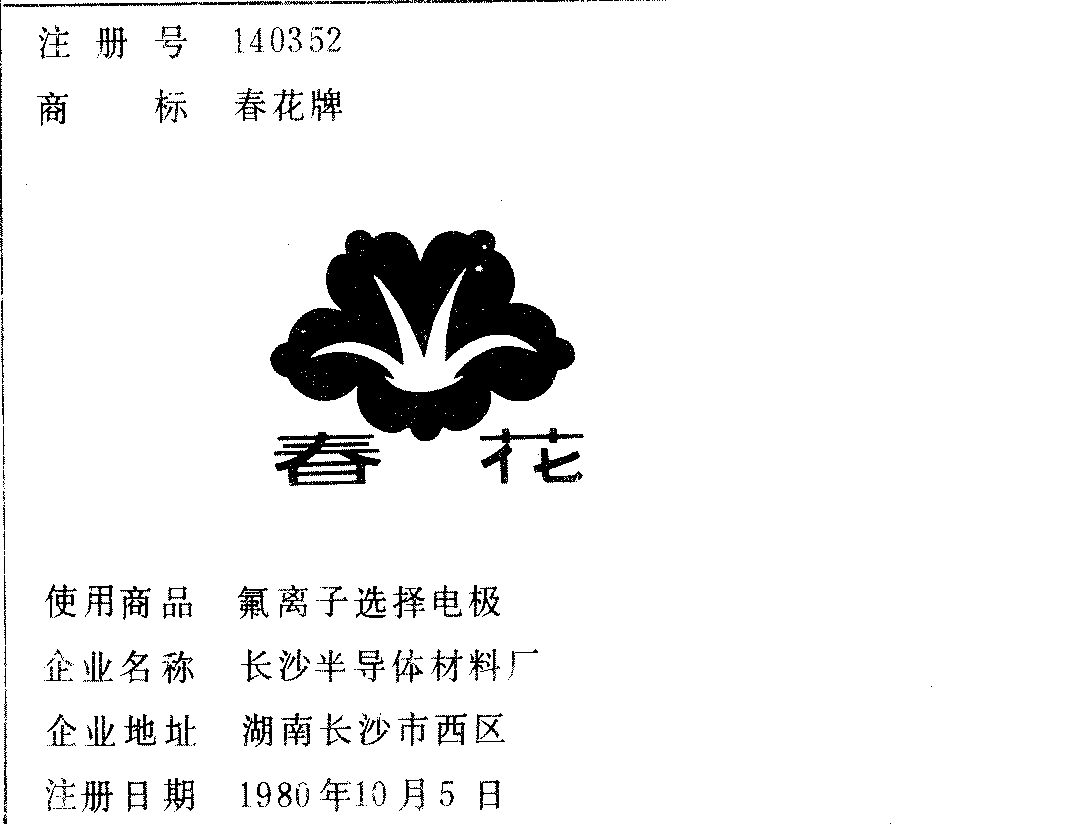 注册号 140352
商标 春花牌
春花
使用商品 氟离子选择电极
企业名称 长沙半导体材料厂
企业地址 湖南长沙市西区
注册日期 1980年10月5日